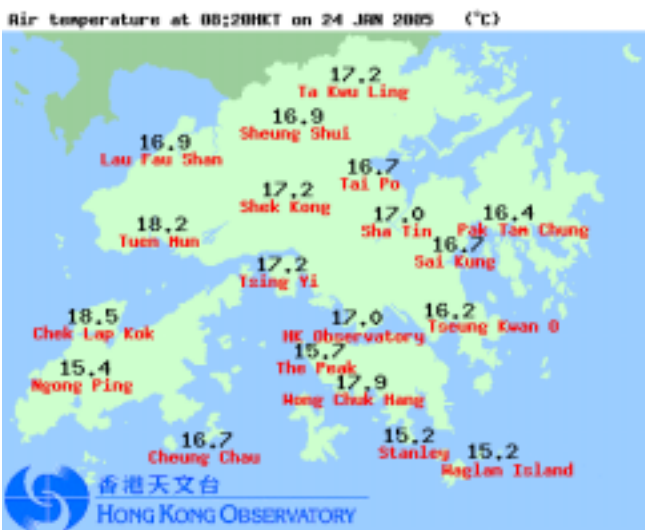 Air temperature at 08:20HKT on 24 JAN 2005 (°C)
17.2
Ta Kwu Ling
16.9
Sheung Shui
16.9
Lau Fau Shan
16.7
Tai Po
17.2
Shek Kong
17.0
Sha Tin
16.4
Pak Tam Chung
18.2
Tuen Mun
16.7
Sai Kung
17.2
Tsing Yi
18.5
Chek Lap Kok
17.0
HK Observatory
16.2
Tseung Kwan O
15.7
The Peak
15.4
Ngong Ping
17.9
Wong Chuk Hang
16.7
Cheung Chau
15.2
Stanley
15.2
Waglan Island
香港天文台
HONG KONG OBSERVATORY